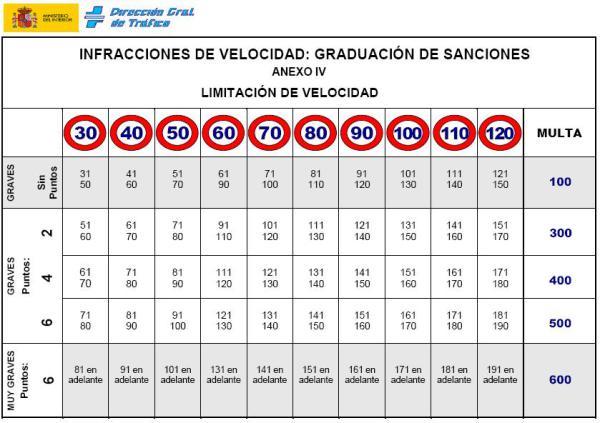 MINISTERIO
DEL INTERIOR
Dirección Gral.
de Tráfico
INFRACCIONES DE VELOCIDAD: GRADUACIÓN DE SANCIONES
ANEXO IV
LIMITACIÓN DE VELOCIDAD
30 40 50 60 70 80 90 100 110 120 MULTA
GRAVES
Sin
Puntos
31 41 51 61 71 81 91 101 111 121
50 60 70 90 100 110 120 130 140 150
100
GRAVES
Puntos:
2
51 61 71 91 101 111 121 131 141 151
60 70 80 110 120 130 140 150 160 170
300
4
61 71 81 111 121 131 141 151 161 171
70 80 90 120 130 140 150 160 170 180
400
6
71 81 91 121 131 141 151 161 171 181
80 90 100 130 140 150 160 170 180 190
500
MUY GRAVES
Puntos:
6
81 en 91 en 101 en 131 en 141 en 151 en 161 en 171 en 181 en 191 en
adelante adelante adelante adelante adelante adelante adelante adelante adelante adelante
600